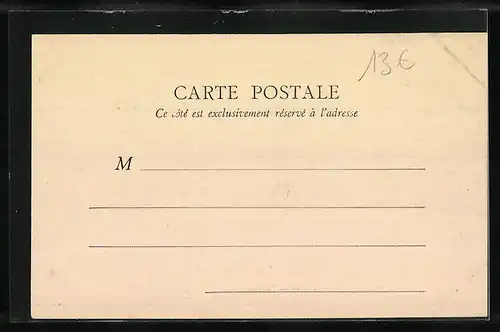 13€
CARTE POSTALE
Ce côté est exclusivement réservé à l'adresse
M